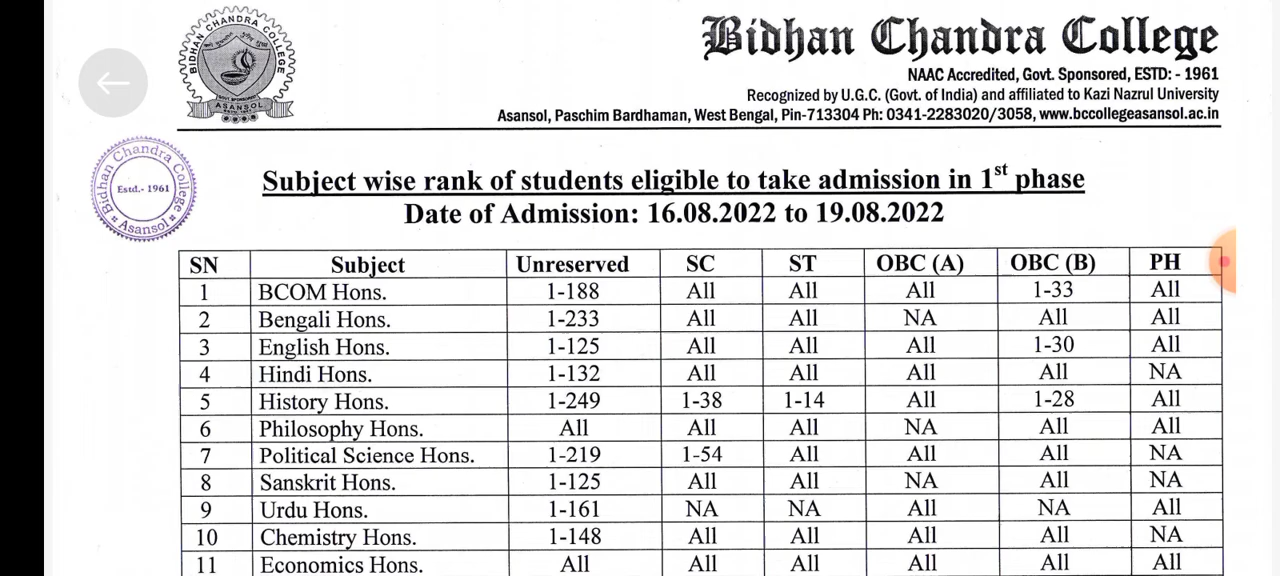 BIDHAN CHANDRA COLLEGE
ASANSOL
Bidhan Chandra College
NAAC Accredited, Govt. Sponsored, ESTD: - 1961
Recognized by U.G.C. (Govt. of India) and affiliated to Kazi Nazrul University
Asansol, Paschim Bardhaman, West Bengal, Pin-713304 Ph: 0341-2283020/3058, www.bccollegeasansol.ac.in
Bidhan Chandra College
Estd.- 1961
Asansol
Subject wise rank of students eligible to take admission in 1st phase
Date of Admission: 16.08.2022 to 19.08.2022
SN Subject Unreserved SC ST OBC (A) OBC (B) PH
1 BCOM Hons. 1-188 All All All 1-33 All
2 Bengali Hons. 1-233 All All NA All All
3 English Hons. 1-125 All All All 1-30 All
4 Hindi Hons. 1-132 All All All All NA
5 History Hons. 1-249 1-38 1-14 All 1-28 All
6 Philosophy Hons. All All All NA All All
7 Political Science Hons. 1-219 1-54 All All All NA
8 Sanskrit Hons. 1-125 All All NA All NA
9 Urdu Hons. 1-161 NA NA All NA All
10 Chemistry Hons. 1-148 All All All All NA
11 Economics Hons. All All All All All All